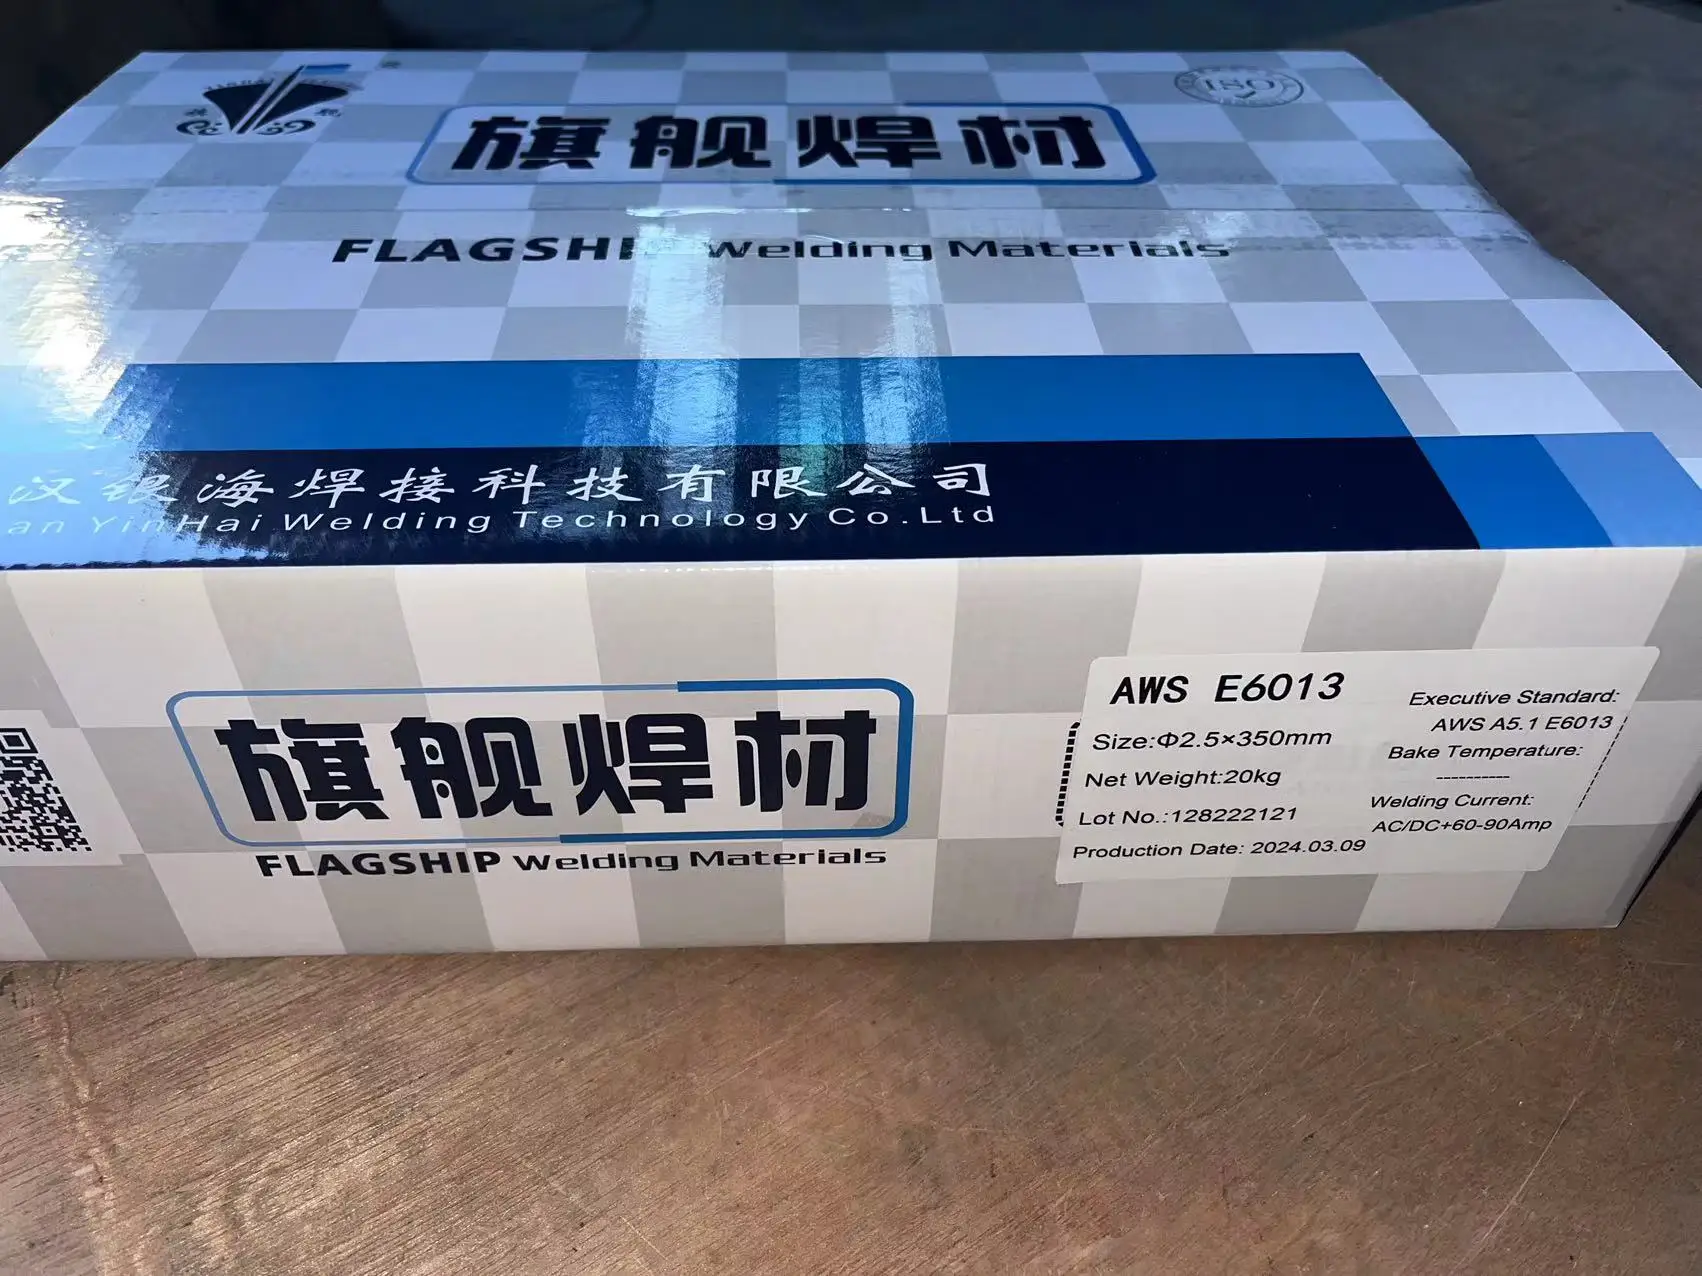 ISO
旗舰焊材
FLAGSHIP Welding Materials
汉银海焊接科技有限公司
an YinHai Welding Technology Co.Ltd
旗舰焊材
FLAGSHIP Welding Materials
AWS E6013
Size:Φ2.5×350mm
Net Weight:20kg
Lot No.:128222121
Production Date: 2024.03.09
Executive Standard:
AWS A5.1 E6013
Bake Temperature:
----------
Welding Current:
AC/DC+60-90Amp